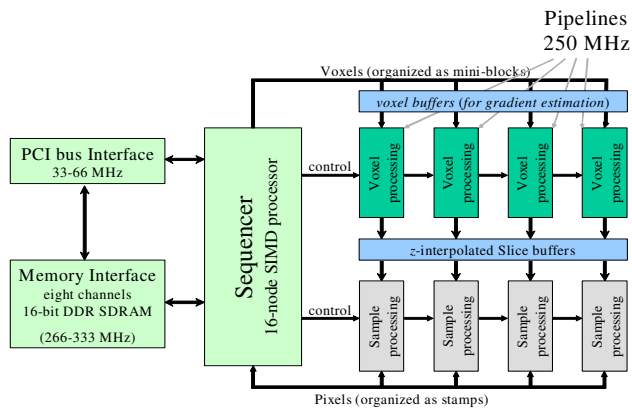 Pipelines
250 MHz
Voxels (organized as mini-blocks)
voxel buffers (for gradient estimation)
PCI bus Interface
33-66 MHz
Memory Interface
eight channels
16-bit DDR SDRAM
(266-333 MHz)
Sequencer
16-node SIMD processor
control
Voxel
processing
Voxel
processing
Voxel
processing
Voxel
processing
z-interpolated Slice buffers
control
Sample
processing
Sample
processing
Sample
processing
Sample
processing
Pixels (organized as stamps)